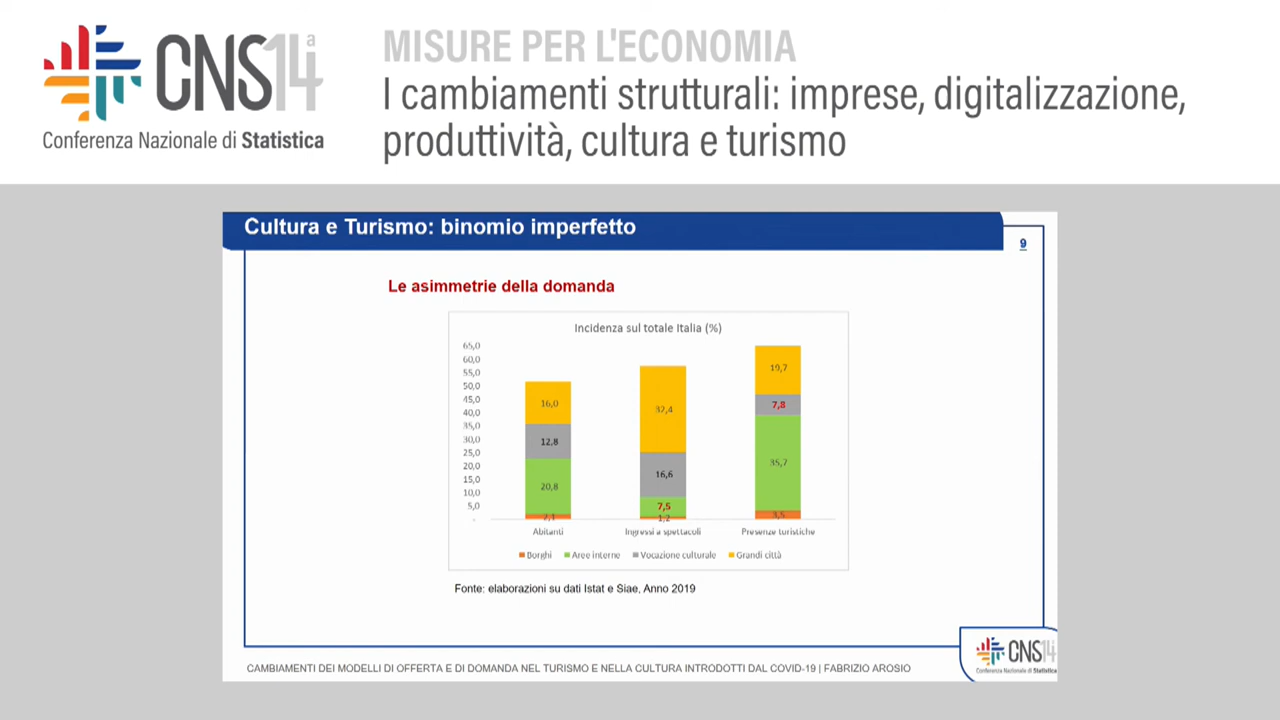 CNS14ª
Conferenza Nazionale di Statistica
MISURE PER L'ECONOMIA
I cambiamenti strutturali: imprese, digitalizzazione,
produttività, cultura e turismo
Cultura e Turismo: binomio imperfetto
9
Le asimmetrie della domanda
Incidenza sul totale Italia (%)
65,0
60,0
55,0
50,0
45,0
40,0
35,0
30,0
25,0
20,0
15,0
10,0
5,0
-
16,0
12,8
20,8
2,1
32,4
16,6
7,5
1,2
19,7
7,8
35,7
3,5
Abitanti Ingressi a spettacoli Presenze turistiche
Borghi Aree interne Vocazione culturale Grandi città
Fonte: elaborazioni su dati Istat e Siae, Anno 2019
CAMBIAMENTI DEI MODELLI DI OFFERTA E DI DOMANDA NEL TURISMO E NELLA CULTURA INTRODOTTI DAL COVID-19 | FABRIZIO AROSIO
CNS14
Conferenza Nazionale di Statistica